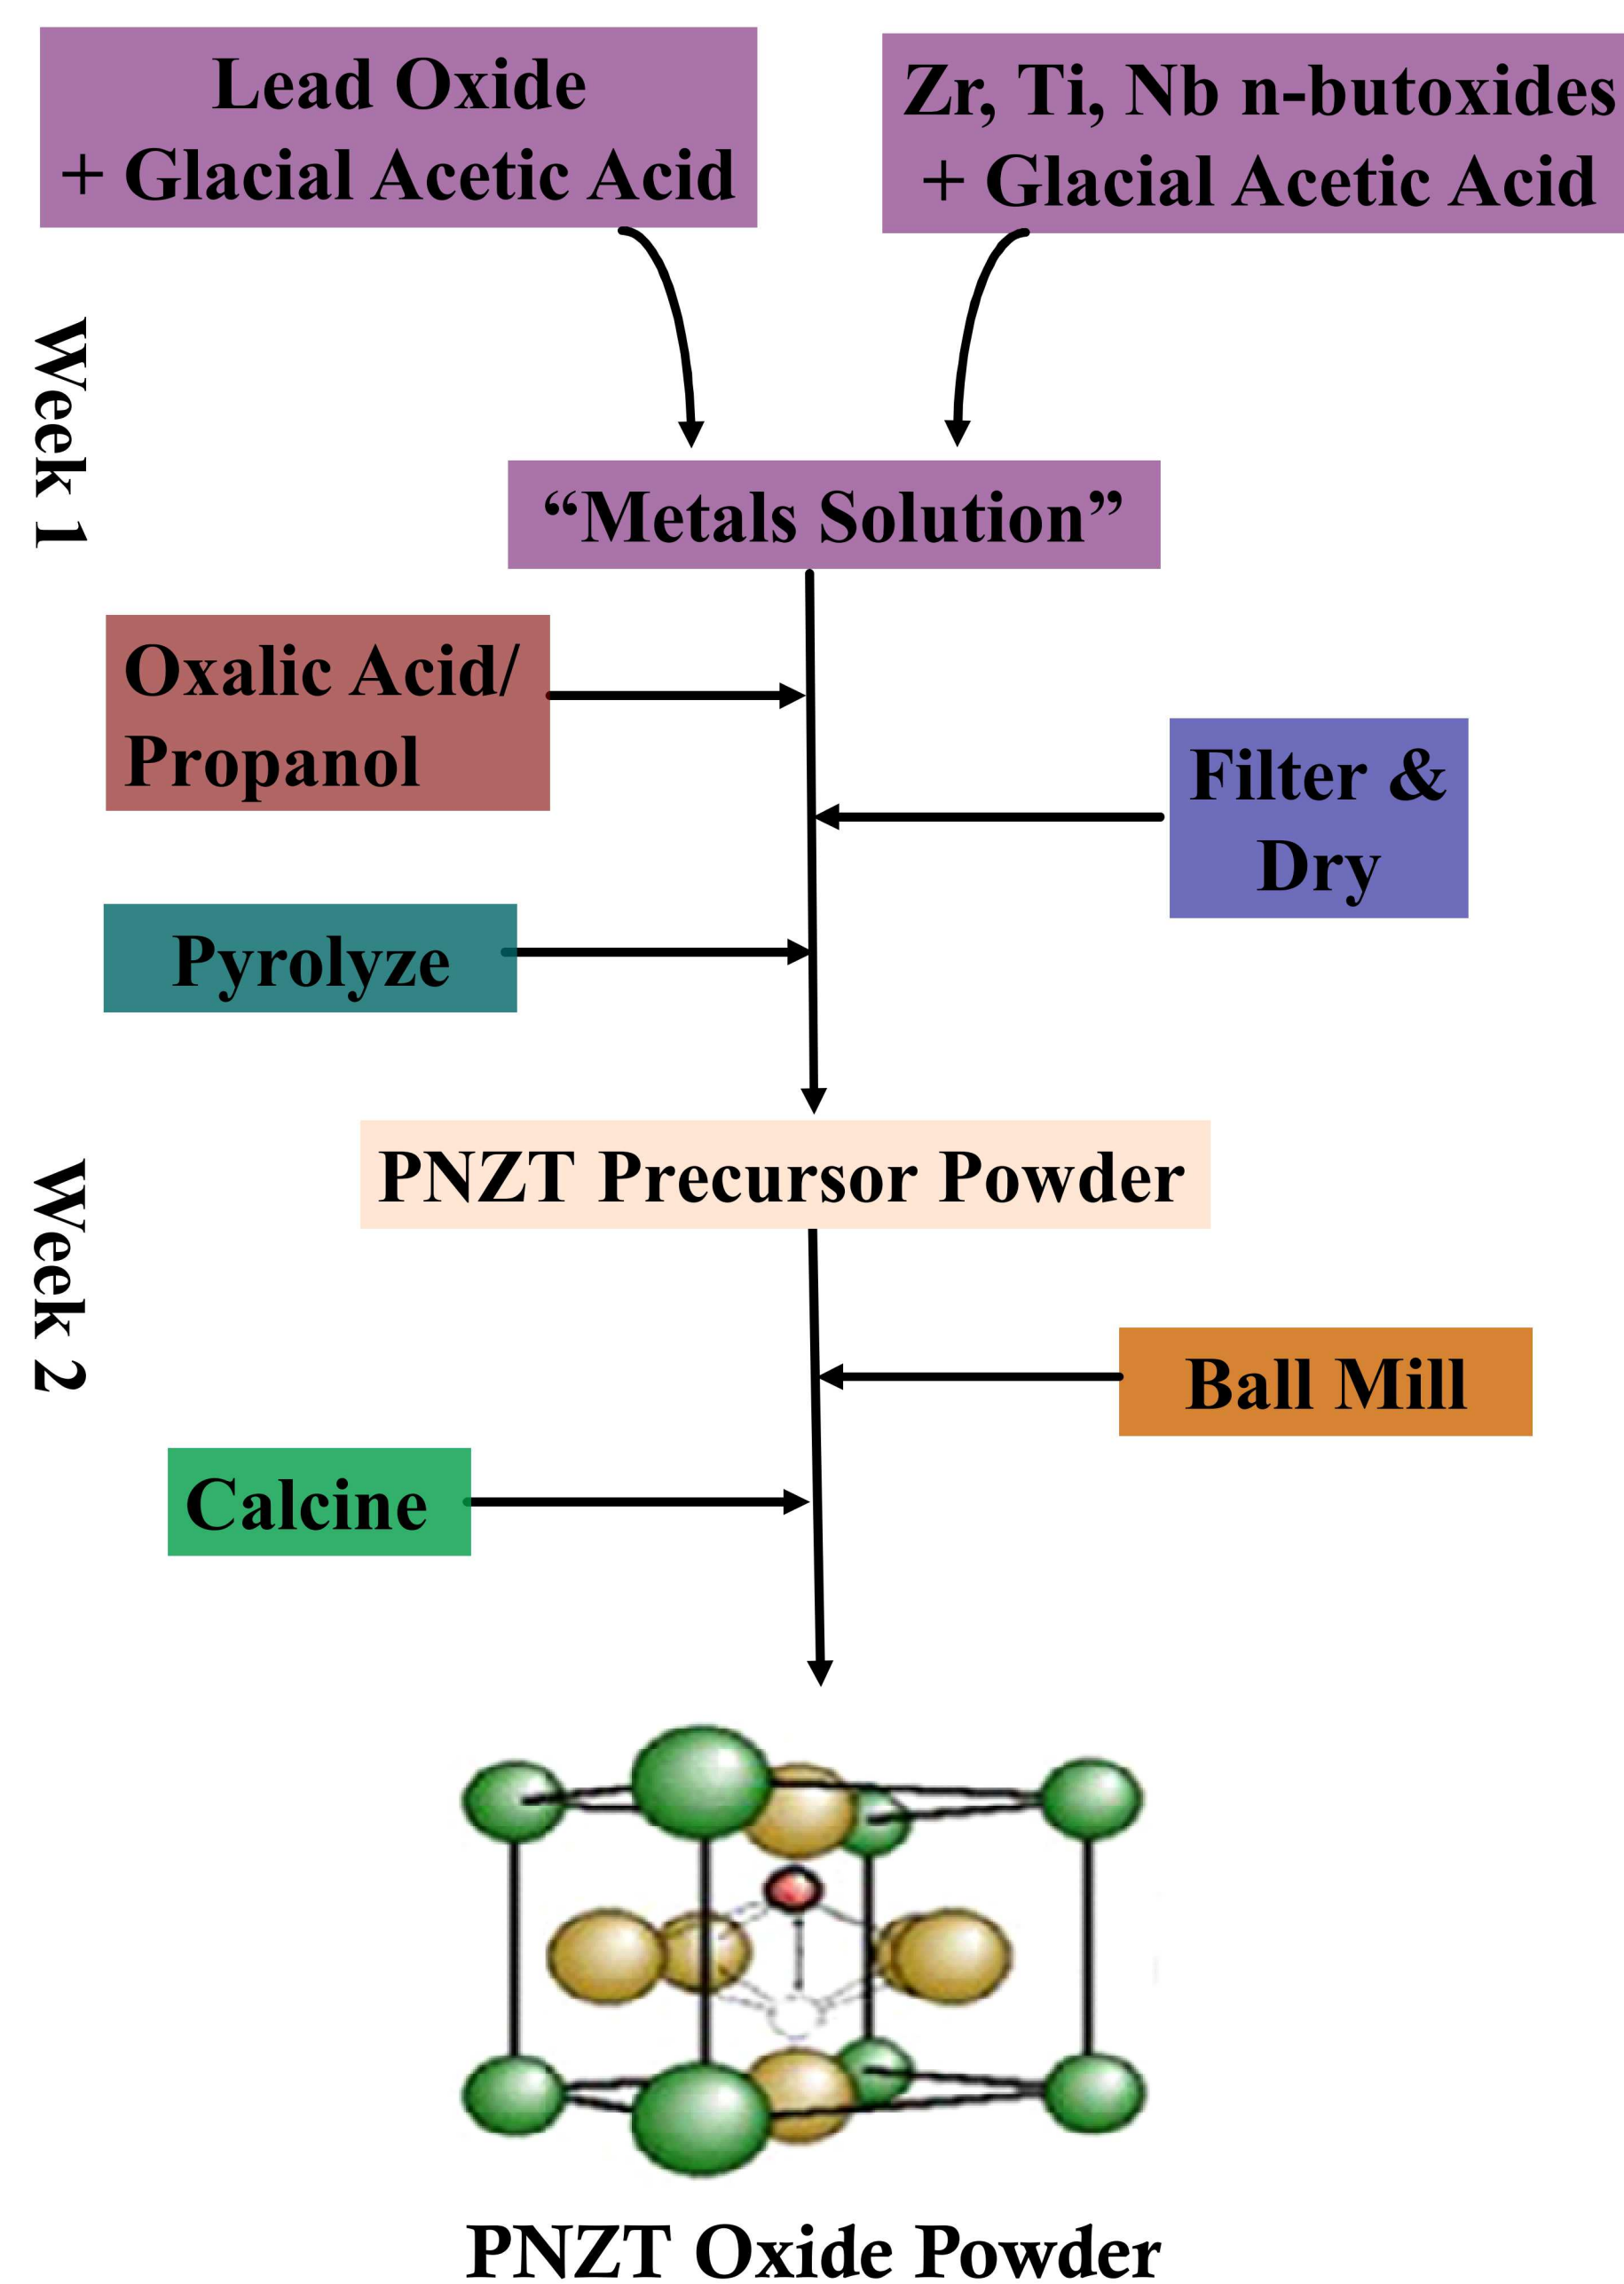 Lead Oxide
+ Glacial Acetic Acid
Zr, Ti, Nb n-butoxides
+ Glacial Acetic Acid
Week 1
“Metals Solution”
Oxalic Acid/
Propanol
Filter &
Dry
Pyrolyze
PNZT Precursor Powder
Week 2
Ball Mill
Calcine
PNZT Oxide Powder